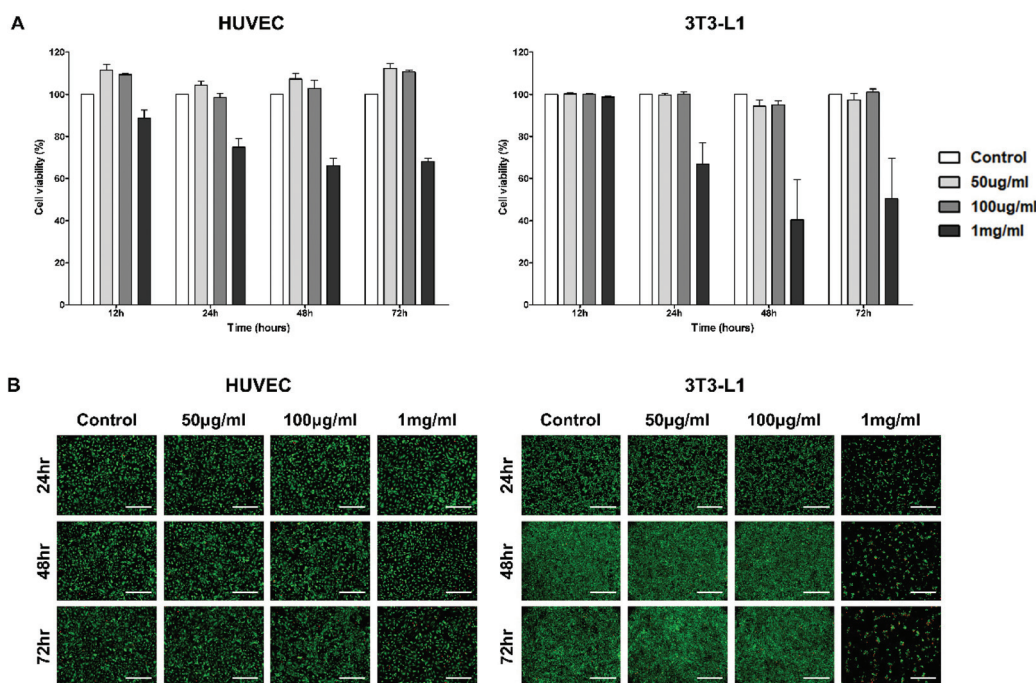 A
HUVEC
3T3-L1
120
100
80
60
40
20
0
Cell viability (%)
12h
24h
48h
72h
Time (hours)
120
100
80
60
40
20
0
Cell viability (%)
12h
24h
48h
72h
Time (hours)
Control
50ug/ml
100ug/ml
1mg/ml
B
HUVEC
3T3-L1
Control 50µg/ml 100µg/ml 1mg/ml
Control 50µg/ml 100µg/ml 1mg/ml
24hr
48hr
72hr
24hr
48hr
72hr